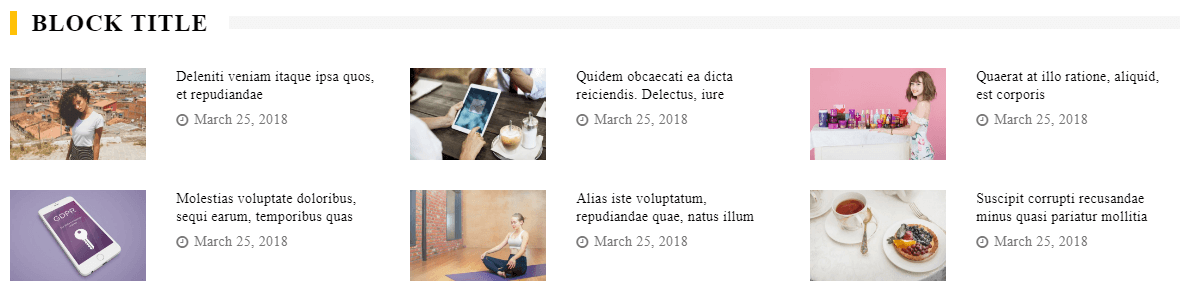 BLOCK TITLE
Deleniti veniam itaque ipsa quos,
et repudiandae
March 25, 2018
Quidem obcaecati ea dicta
reiciendis. Delectus, iure
March 25, 2018
Quaerat at illo ratione, aliquid,
est corporis
March 25, 2018
GDPR
Molestias voluptate doloribus,
sequi earum, temporibus quas
March 25, 2018
Alias iste voluptatum,
repudiandae quae, natus illum
March 25, 2018
Suscipit corrupti recusandae
minus quasi pariatur mollitia
March 25, 2018